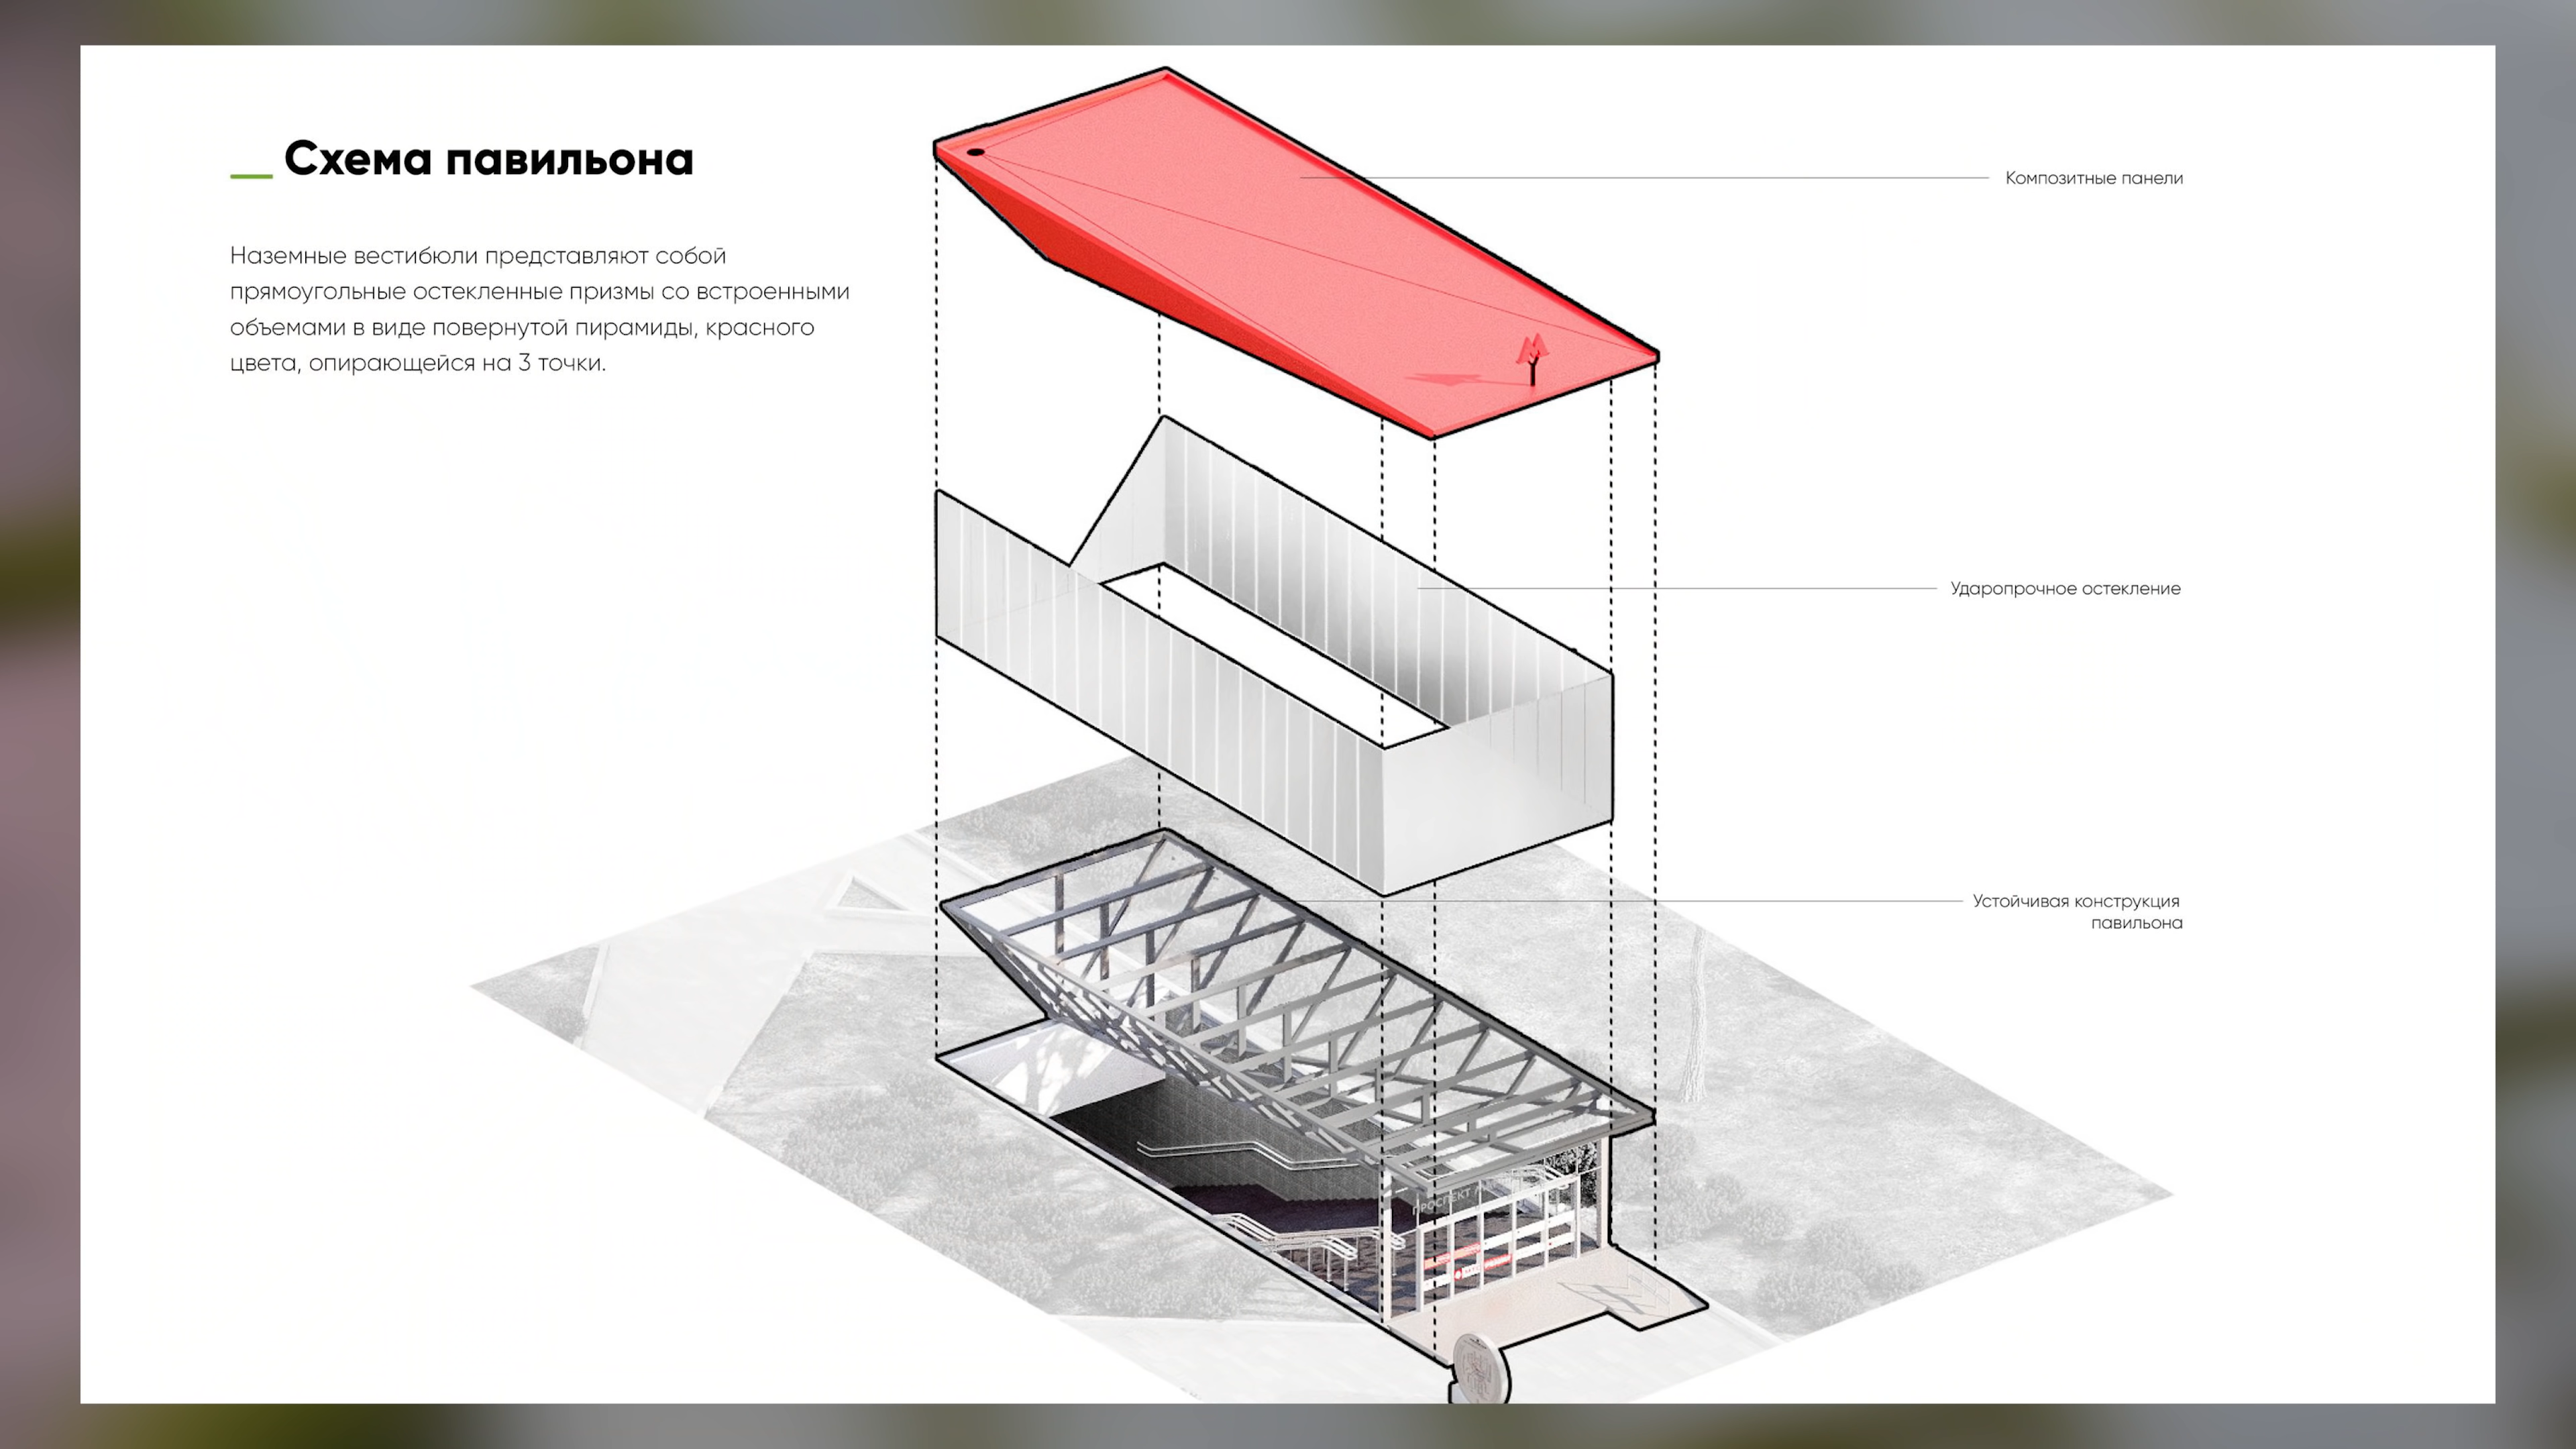 Схема павильона
Наземные вестибюли представляют собой
прямоугольные остекленные призмы со встроенными
объемами в виде повернутой пирамиды, красного
цвета, опирающейся на 3 точки.
Композитные панели
Ударопрочное остекление
Устойчивая конструкция
павильона
М
ПРОСПЕКТ